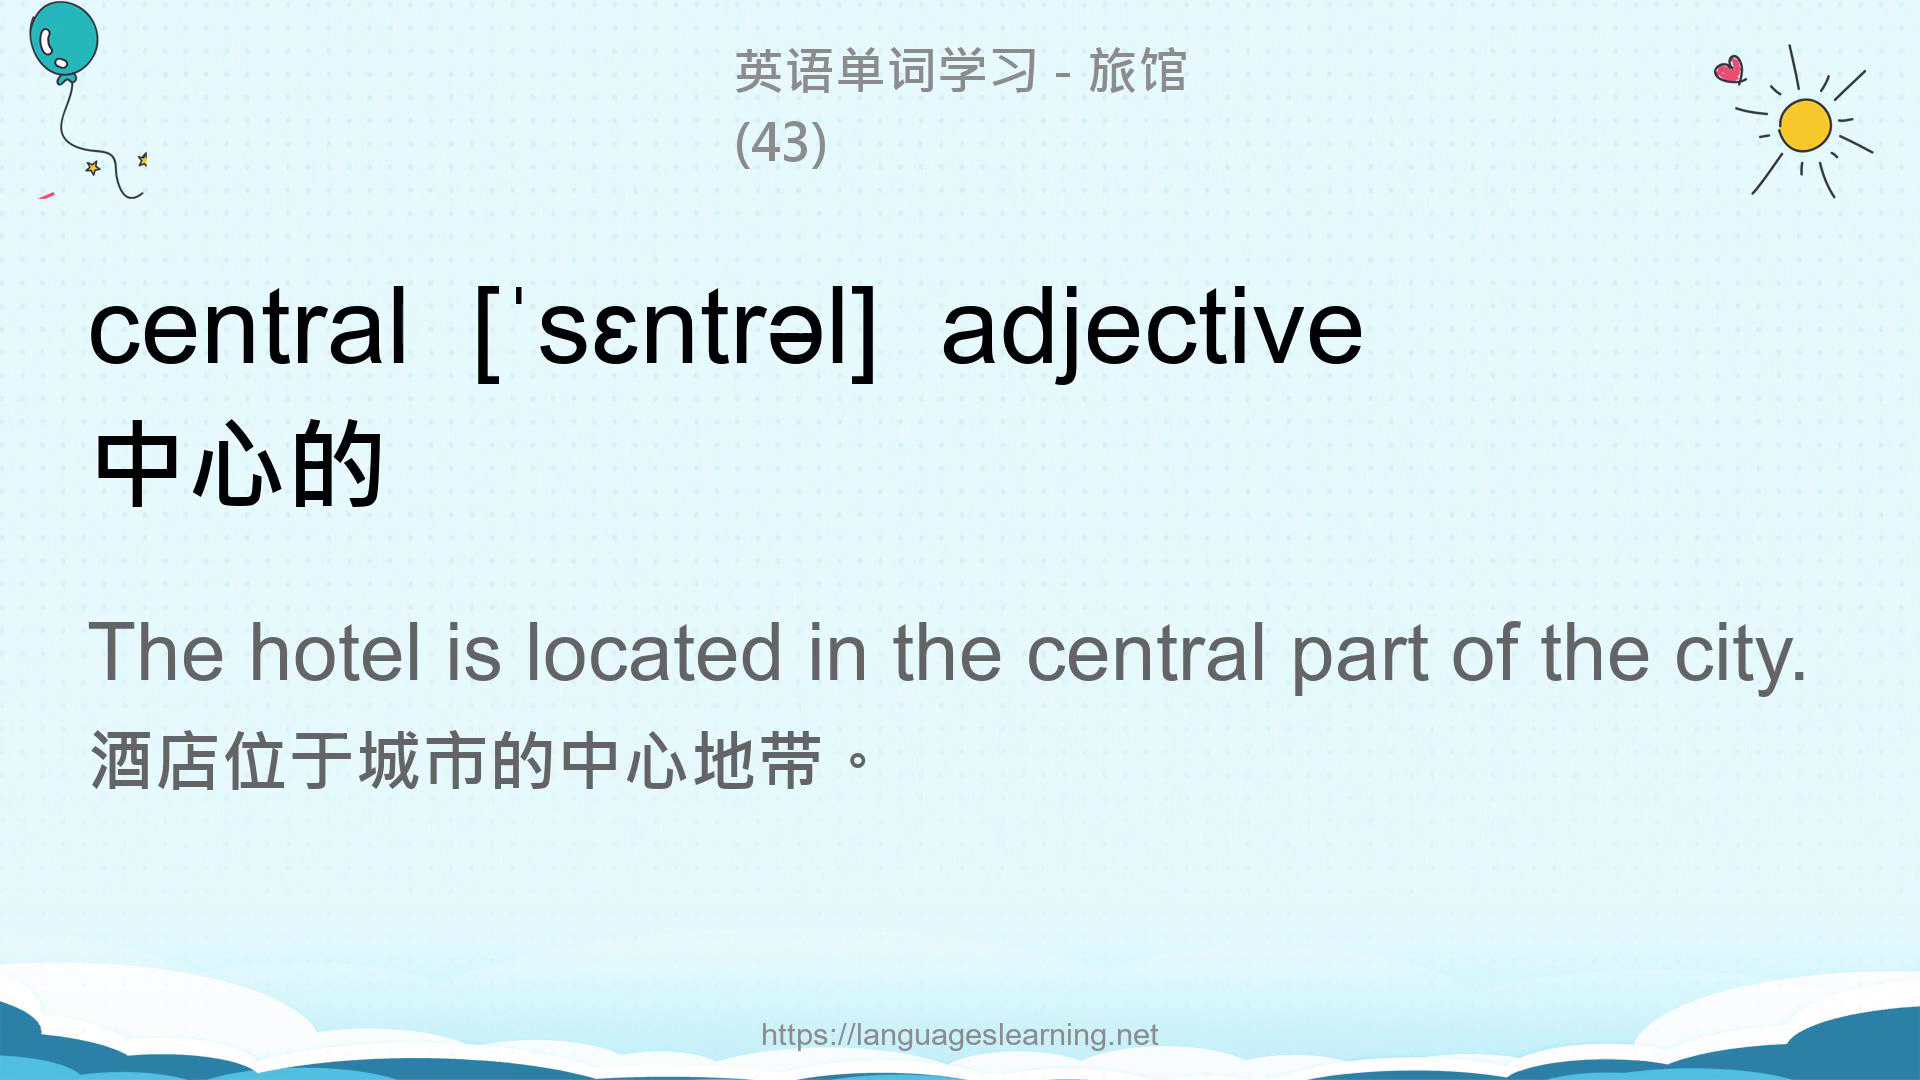 英语单词学习 - 旅馆
(43)
central [ˈsɛntrəl] adjective
中心的
The hotel is located in the central part of the city.
酒店位于城市的中心地带。
https://languageslearning.net